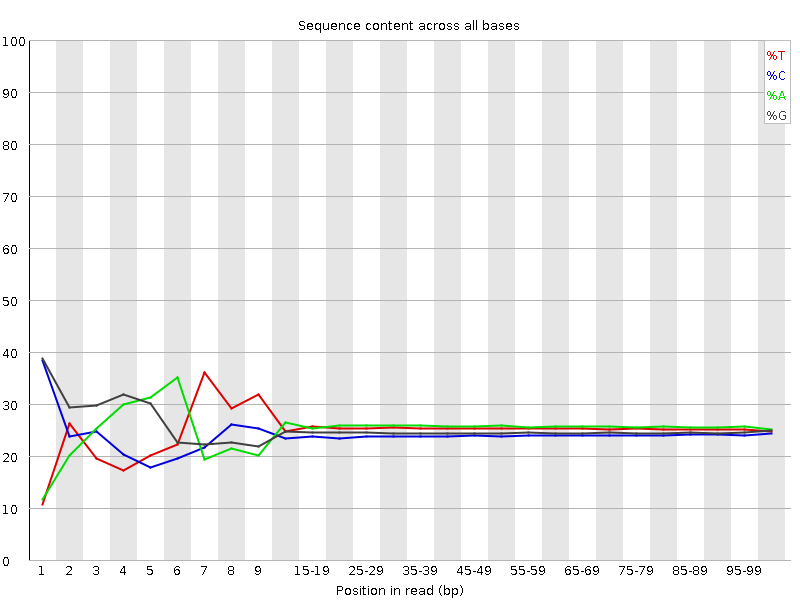 Sequence content across all bases
100
90
80
70
60
50
40
30
20
10
0
%T
%C
%A
%G
1 2 3 4 5 6 7 8 9 15-19 25-29 35-39 45-49 55-59 65-69 75-79 85-89 95-99
Position in read (bp)